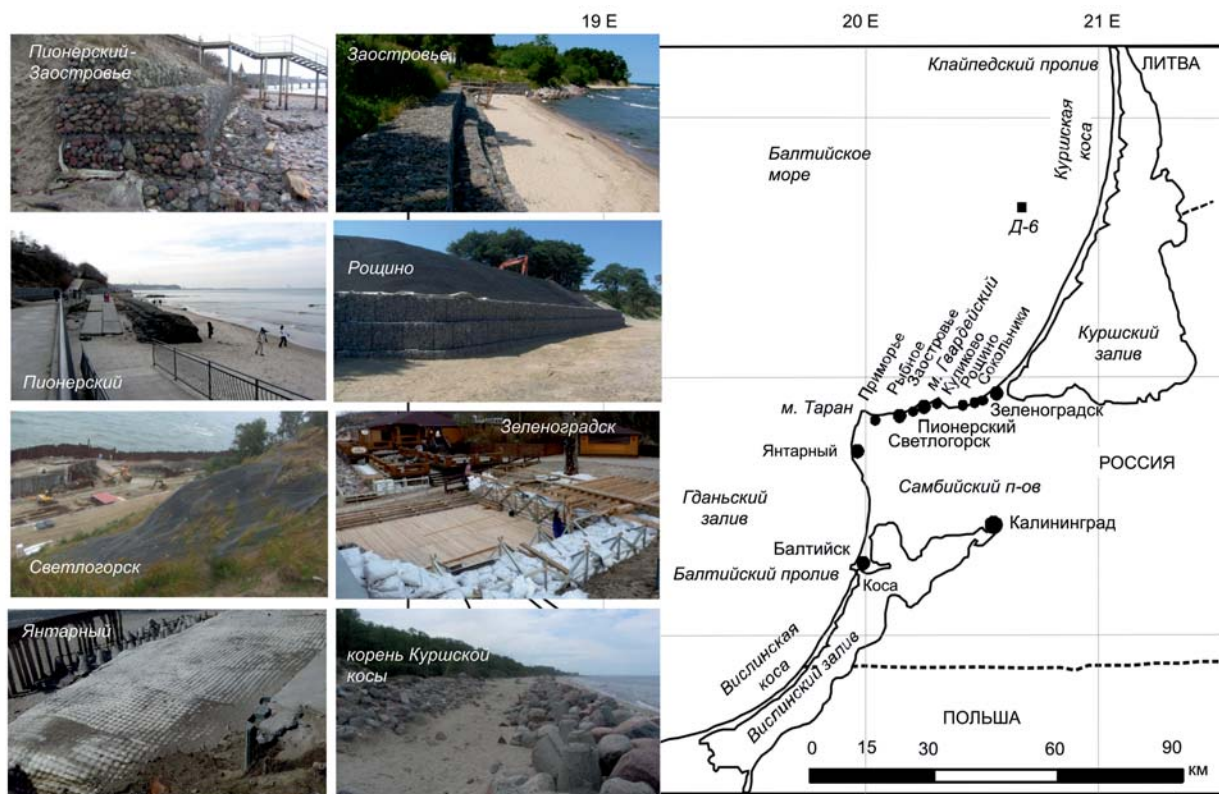 19 E
20 E
21 E
Пионерский-
Заостровье
Заостровье
Пионерский
Рощино
Светлогорск
Зеленоградск
Янтарный
корень Куршской
косы
Клайпедский пролив
ЛИТВА
Куршская
коса
Балтийское
море
Д-6
Куршский
залив
Приморье
Рыбное
Заостровье
м. Гвардейский
Куликово
Рощино
Сокольники
м. Таран
Зеленоградск
Пионерский
Светлогорск
Янтарный
РОССИЯ
Самбийский п-ов
Гданьский
залив
Калининград
Балтийск
Балтийский пролив
Коса
Вислинская
коса
Вислинский залив
ПОЛЬША
0 15 30 60 90
км